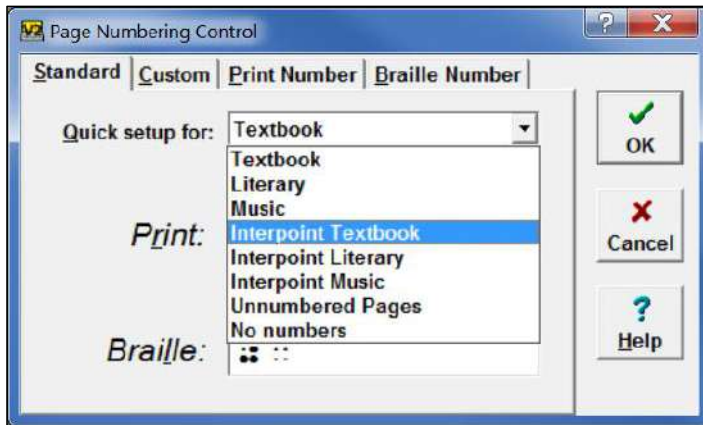 V2 Page Numbering Control ? X
Standard Custom Print Number Braille Number
Quick setup for: Textbook
Textbook
Literary
Music
Interpoint Textbook
Interpoint Literary
Interpoint Music
Unnumbered Pages
No numbers
Print:
Braille:
OK
Cancel
?
Help